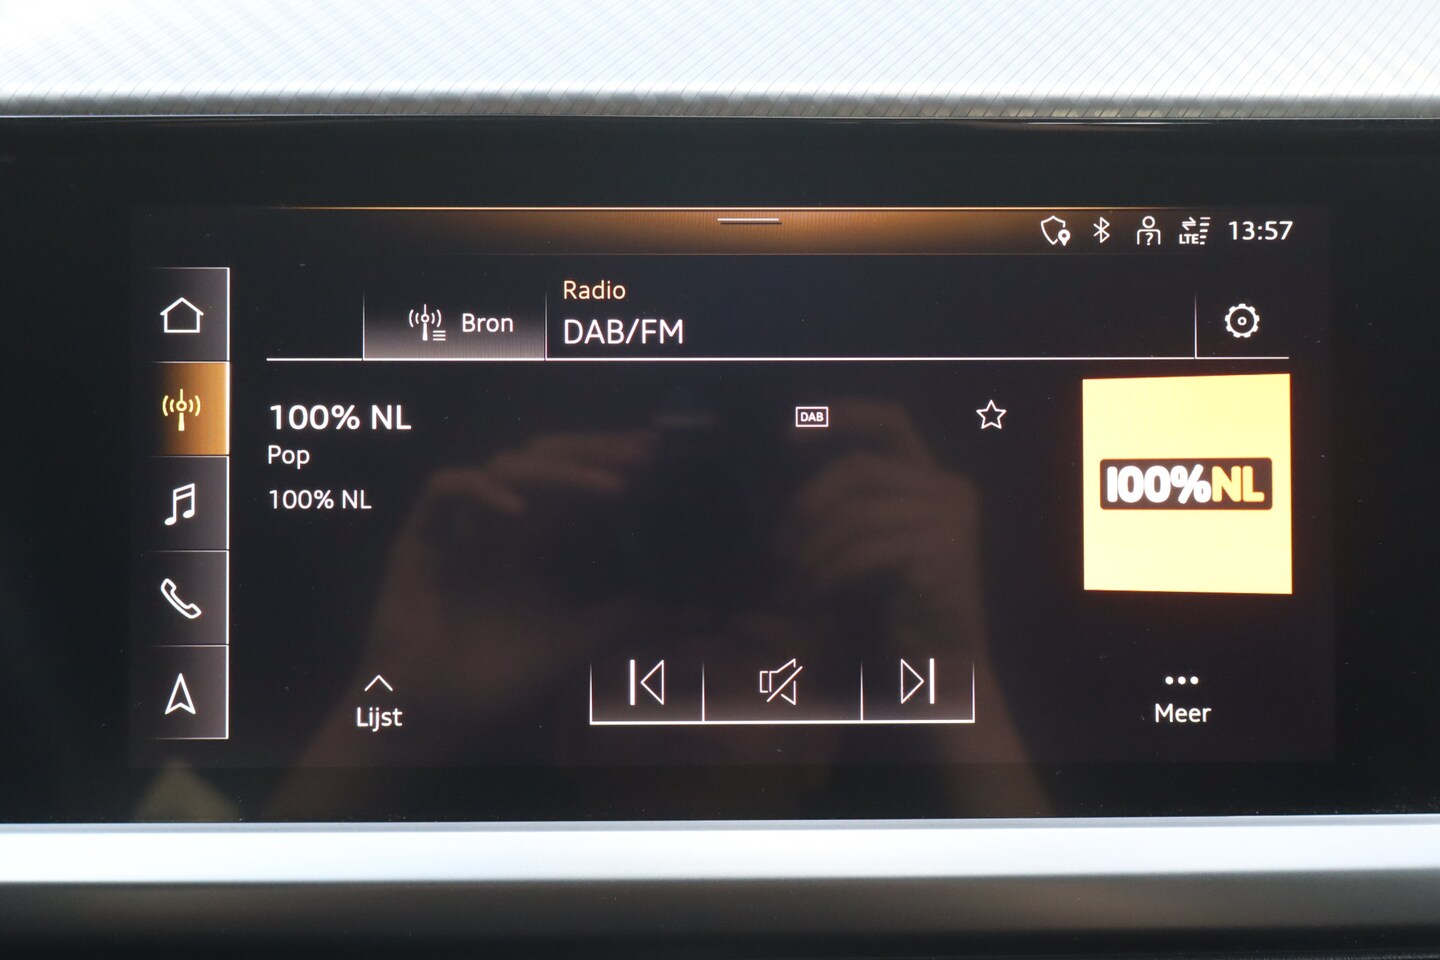 LTE 13:57
Radio
Bron
DAB/FM
100% NL
DAB
Pop
100% NL
100%NL
Lijst
Meer